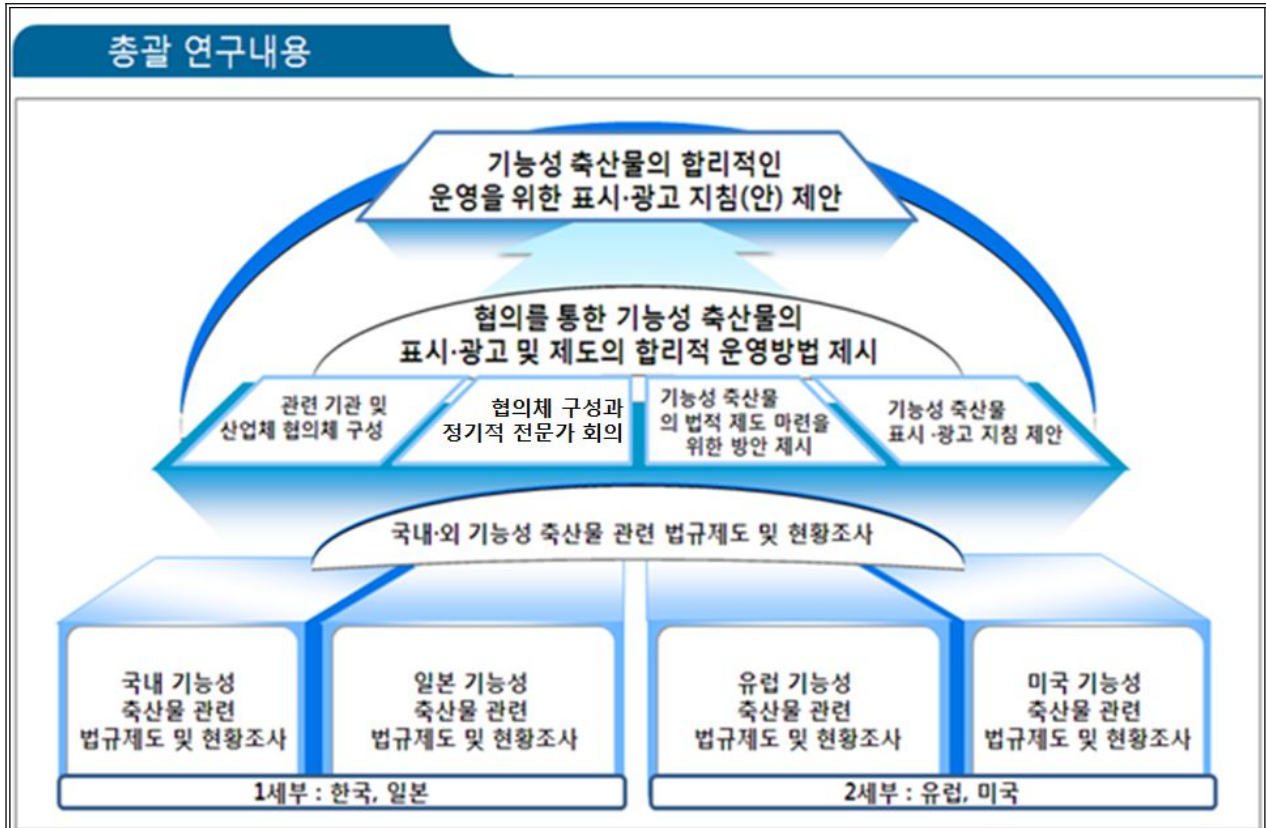 총괄 연구내용
기능성 축산물의 합리적인
운영을 위한 표시·광고 지침(안) 제안
협의를 통한 기능성 축산물의
표시·광고 및 제도의 합리적 운영방법 제시
관련 기관 및
산업체 협의체 구성
협의체 구성과
정기적 전문가 회의
기능성 축산물
의 법적 제도 마련을
위한 방안 제시
기능성 축산물
표시 ·광고 지침 제안
국내·외 기능성 축산물 관련 법규제도 및 현황조사
국내 기능성
축산물 관련
법규제도 및 현황조사
일본 기능성
축산물 관련
법규제도 및 현황조사
유럽 기능성
축산물 관련
법규제도 및 현황조사
미국 기능성
축산물 관련
법규제도 및 현황조사
1세부 : 한국, 일본
2세부 : 유럽, 미국